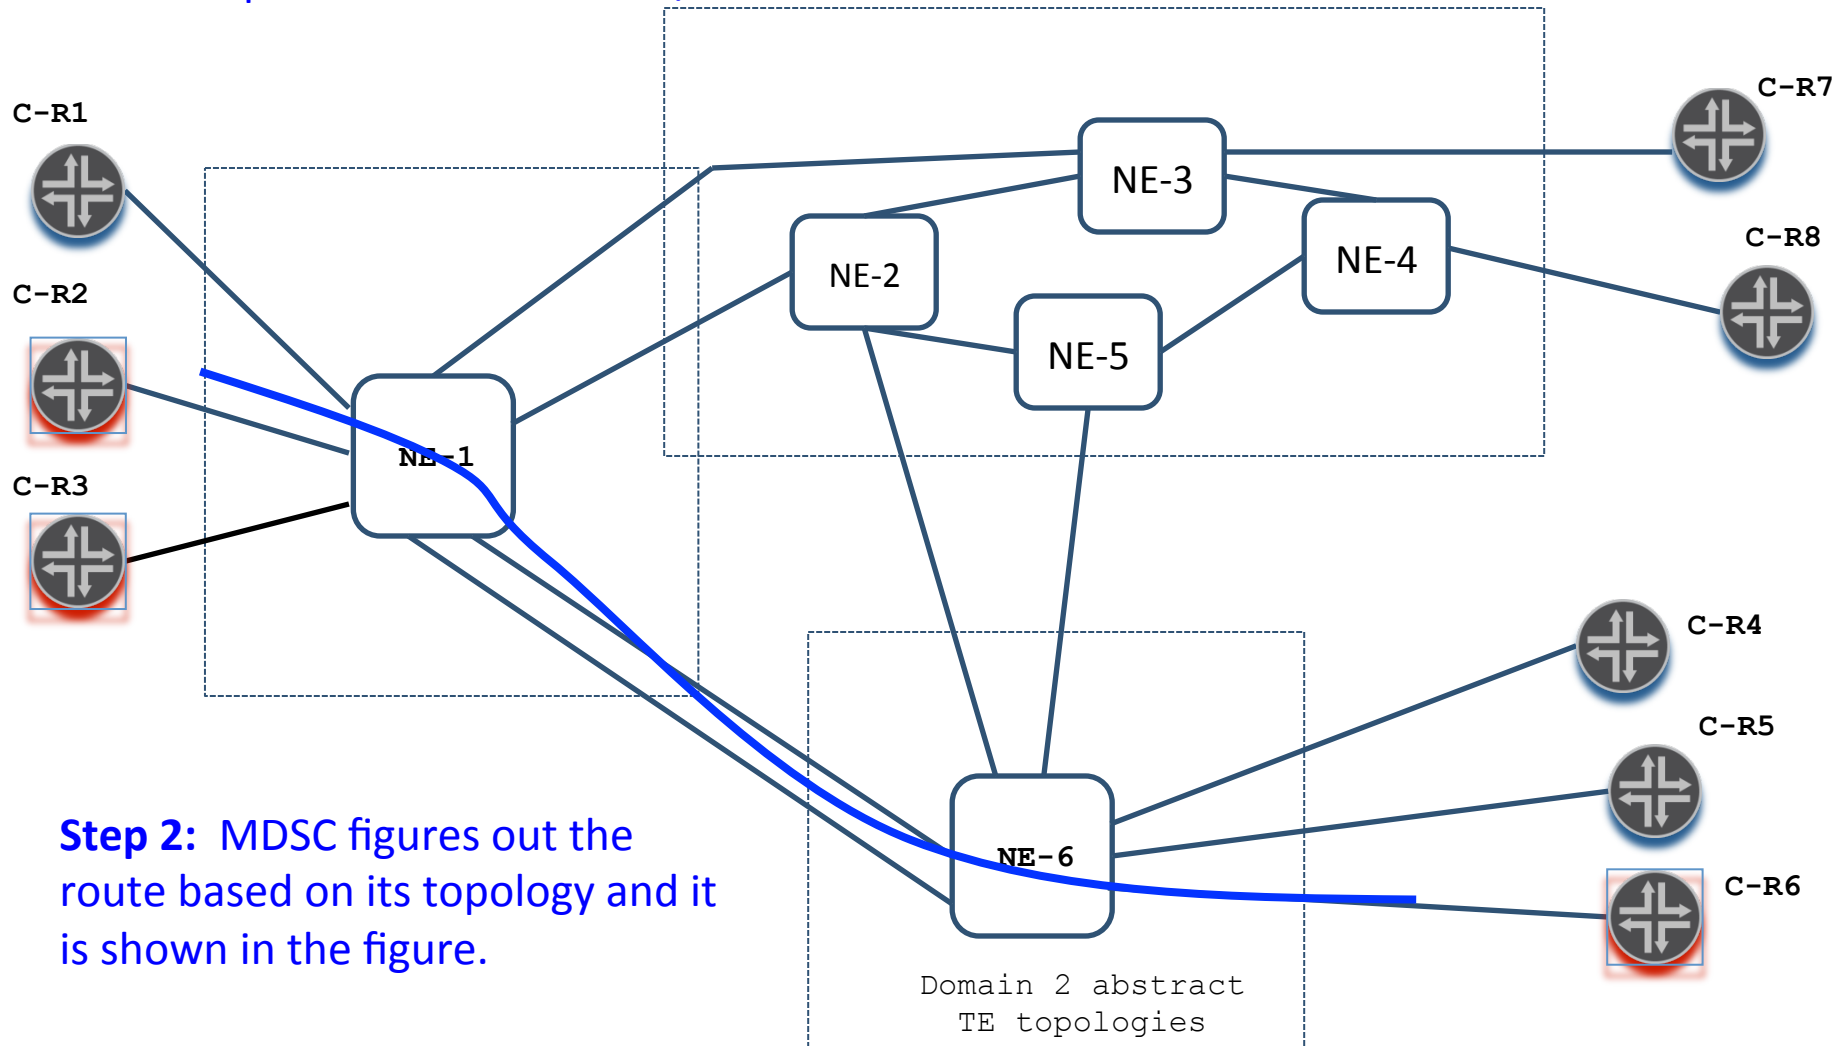 C-R1
C-R7
NE-3
C-R8
NE-4
NE-2
C-R2
NE-5
NE-1
C-R3
C-R4
C-R5
Step 2: MDSC figures out the
route based on its topology and it
is shown in the figure.
NE-6
C-R6
Domain 2 abstract
TE topologies